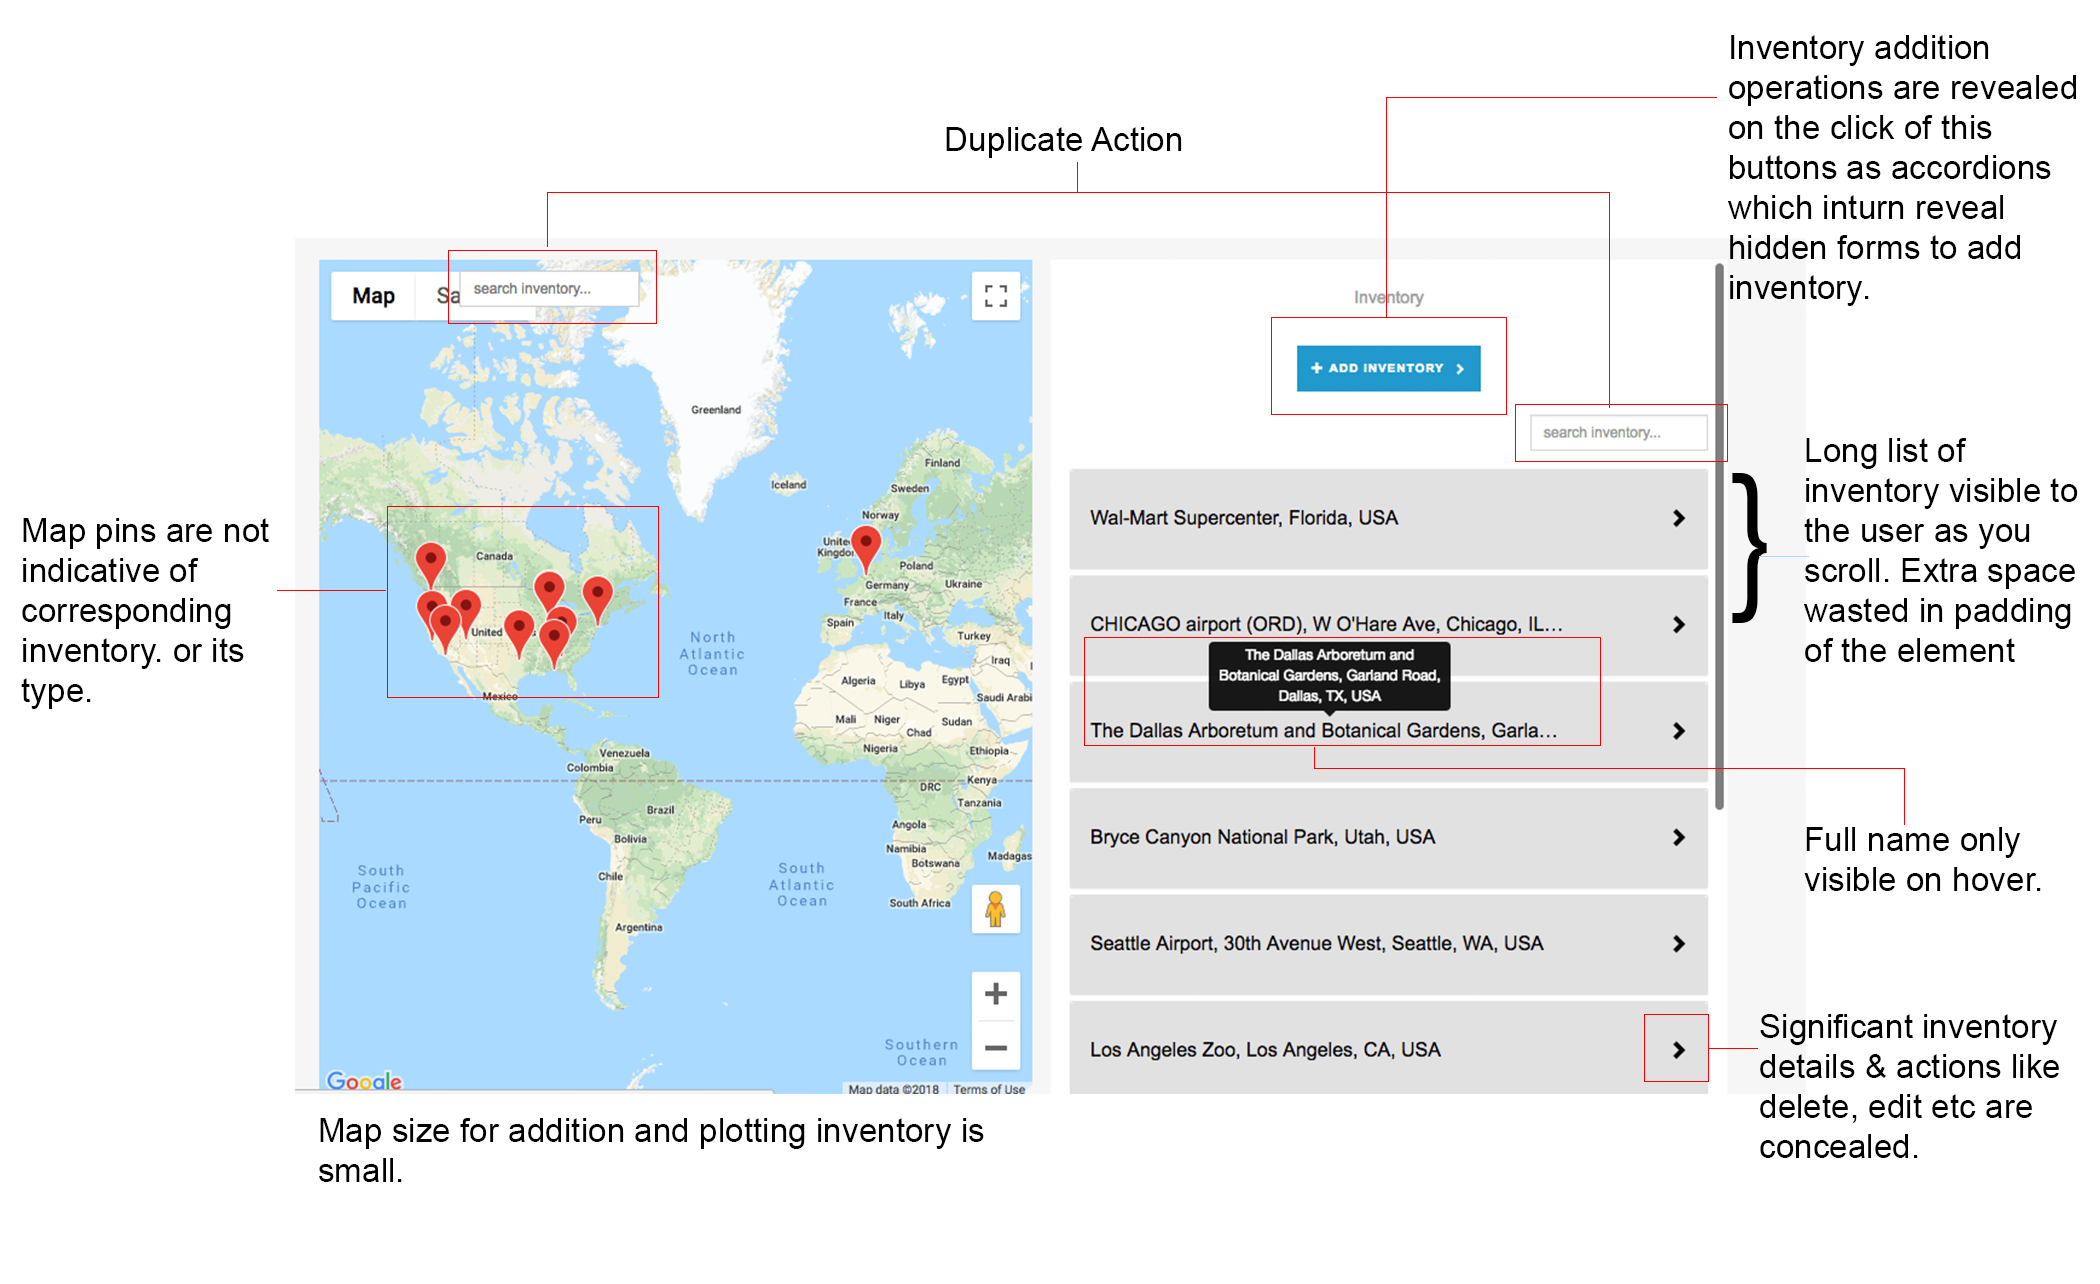 Inventory addition
operations are revealed
on the click of this
buttons as accordions
which inturn reveal
hidden forms to add
inventory.
Duplicate Action
Map
Sa
search inventory...
Inventory
+ ADD INVENTORY
search inventory...
Greenland
Iceland
Finland
Sweden
Norway
United
Kingdo
Poland
Germany
Ukraine
France
Spain
Italy
Turkey
Canada
United
Mexico
North
Atlantic
Ocean
Iraq
Algeria
Libya
Egypt
Saudi Arabi
Mali
Niger
Sudan
Chad
Nigeria
Ethiopia
Venezuela
Colombia
Kenya
DRC
Tanzania
Brazil
Peru
Angola
Bolivia
Namibia
Botswana
Madagas
Chile
South
Pacific
Ocean
South
Atlantic
Ocean
South Africa
Argentina
Southern
Ocean
Google
Map data ©2018
Terms of Use
Wal-Mart Supercenter, Florida, USA
CHICAGO airport (ORD), W O'Hare Ave, Chicago, IL...
The Dallas Arboretum and
Botanical Gardens, Garland Road,
Dallas, TX, USA
The Dallas Arboretum and Botanical Gardens, Garla...
Bryce Canyon National Park, Utah, USA
Seattle Airport, 30th Avenue West, Seattle, WA, USA
Los Angeles Zoo, Los Angeles, CA, USA
Map pins are not
indicative of
corresponding
inventory. or its
type.
Long list of
inventory visible to
the user as you
scroll. Extra space
wasted in padding
of the element
Full name only
visible on hover.
Significant inventory
details & actions like
delete, edit etc are
concealed.
Map size for addition and plotting inventory is
small.